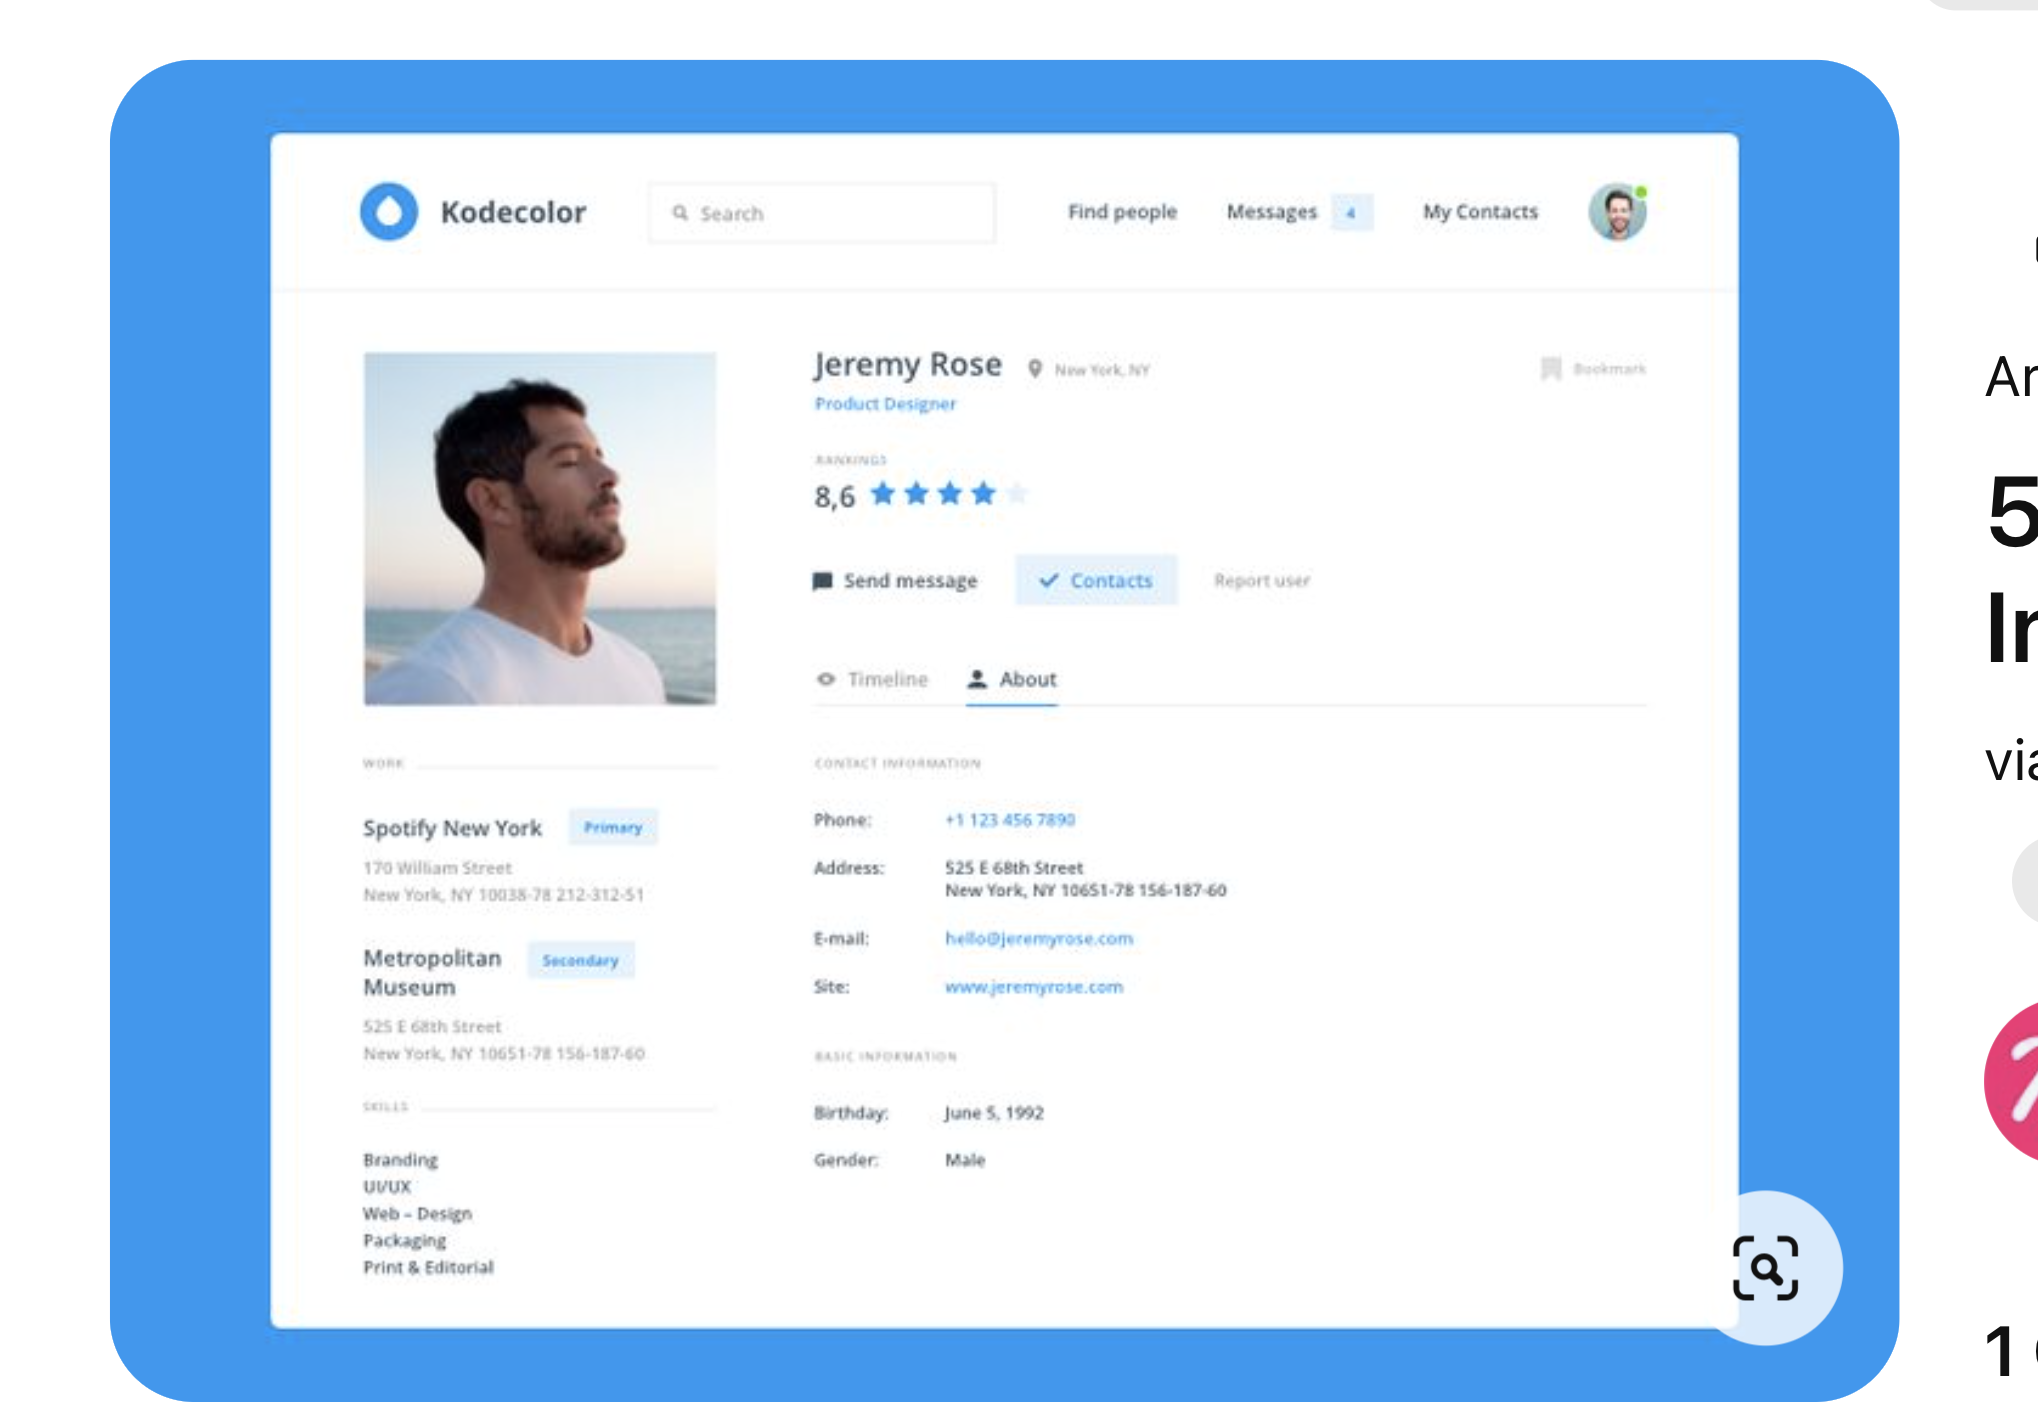 Kodecolor
Search
Find people
Messages 4
My Contacts
Jeremy Rose
New York, NY
Bookmark
Product Designer
RANKINGS
8,6
Send message
Contacts
Report user
Timeline
About
WORK
Spotify New York
Primary
170 William Street
New York, NY 10038-78 212-312-51
Metropolitan
Museum
Secondary
525 E 68th Street
New York, NY 10651-78 156-187-60
SKILLS
Branding
UI/UX
Web – Design
Packaging
Print & Editorial
CONTACT INFORMATION
Phone: +1 123 456 7890
Address: 525 E 68th Street
New York, NY 10651-78 156-187-60
E-mail: hello@jeremyrose.com
Site: www.jeremyrose.com
BASIC INFORMATION
Birthday: June 5, 1992
Gender: Male
5
via
1